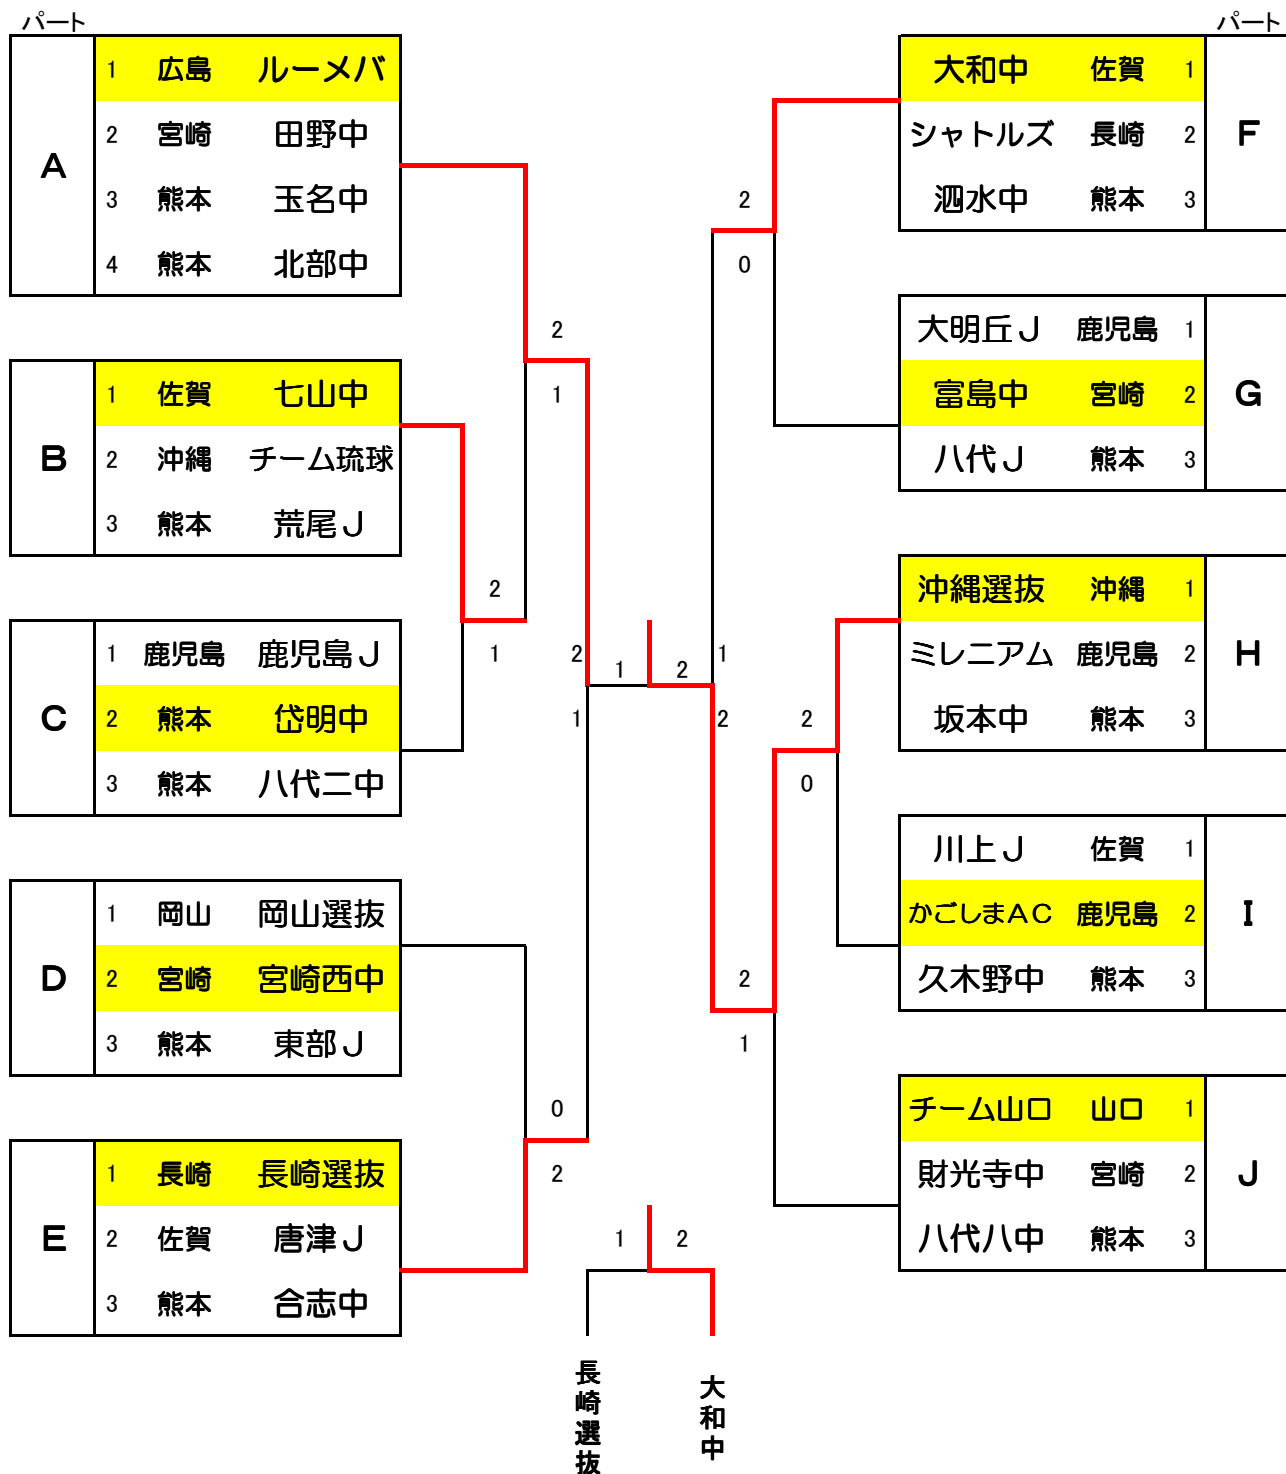 パート
A
1 広島 ルーメバ
2 宮崎 田野中
3 熊本 玉名中
4 熊本 北部中
B
1 佐賀 七山中
2 沖縄 チーム琉球
3 熊本 荒尾J
C
1 鹿児島 鹿児島J
2 熊本 岱明中
3 熊本 八代二中
D
1 岡山 岡山選抜
2 宮崎 宮崎西中
3 熊本 東部J
E
1 長崎 長崎選抜
2 佐賀 唐津J
3 熊本 合志中
2
1
2
1
2
1
0
2
1 2
1
2
2
0
2
0
2
1
1 2
長崎選抜
大和中
パート
大和中 佐賀 1
シャトルズ 長崎 2
泗水中 熊本 3
F
大明丘J 鹿児島 1
富島中 宮崎 2
八代J 熊本 3
G
沖縄選抜 沖縄 1
ミレニアム 鹿児島 2
坂本中 熊本 3
H
川上J 佐賀 1
かごしまAC 鹿児島 2
久木野中 熊本 3
I
チーム山口 山口 1
財光寺中 宮崎 2
八代八中 熊本 3
J